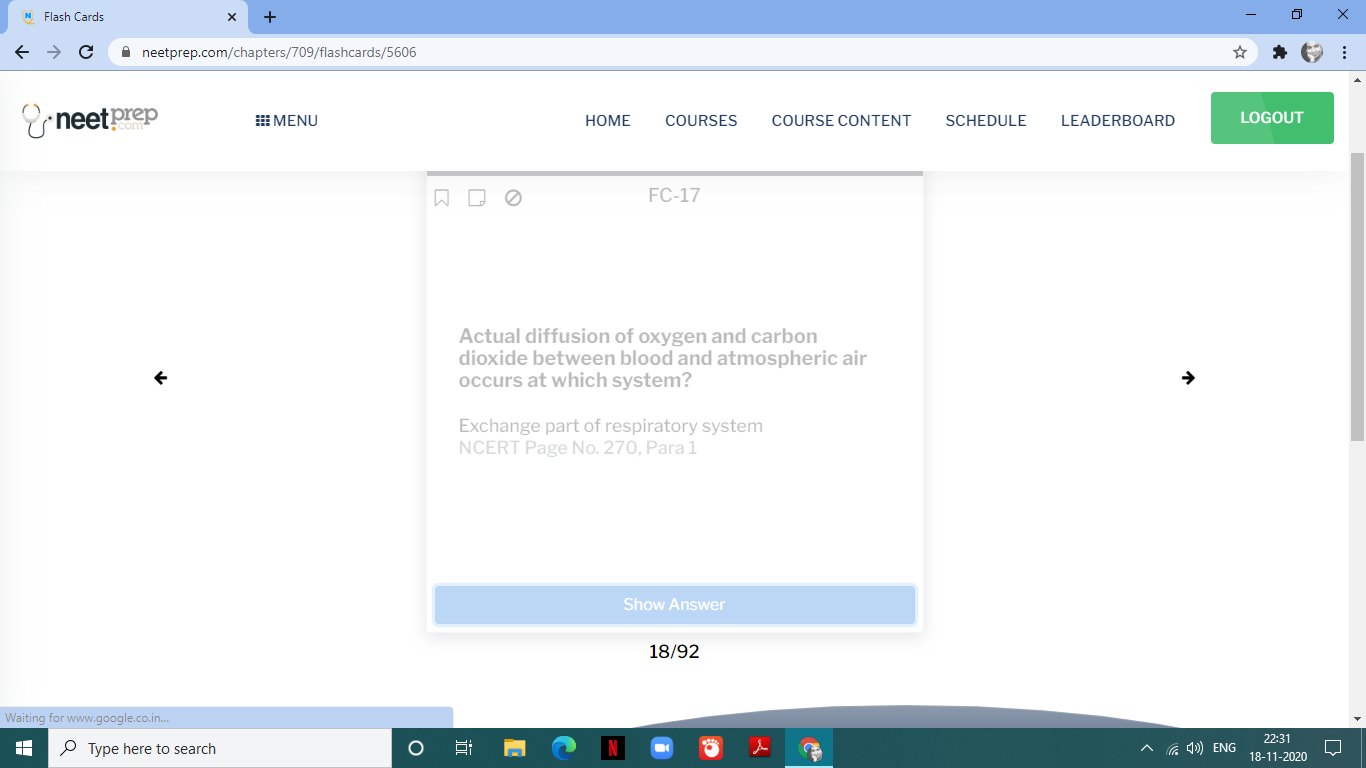 Flash Cards
neetprep.com/chapters/709/flashcards/5606
neetprep
.com
MENU
HOME
COURSES
COURSE CONTENT
SCHEDULE
LEADERBOARD
LOGOUT
FC-17
Actual diffusion of oxygen and carbon
dioxide between blood and atmospheric air
occurs at which system?
Exchange part of respiratory system
NCERT Page No. 270, Para 1
Show Answer
18/92
Waiting for www.google.co.in...
Type here to search
ENG
22:31
18-11-2020